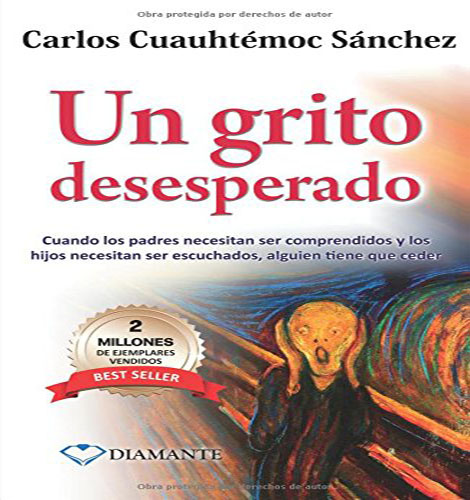 Obra protegida por derechos de autor
Carlos Cuauhtémoc Sánchez
Un grito
desesperado
Cuando los padres necesitan ser comprendidos y los
hijos necesitan ser escuchados, alguien tiene que ceder
2
MILLONES
DE EJEMPLARES
VENDIDOS
BEST SELLER
DIAMANTE
Obra protegida por derechos de autor